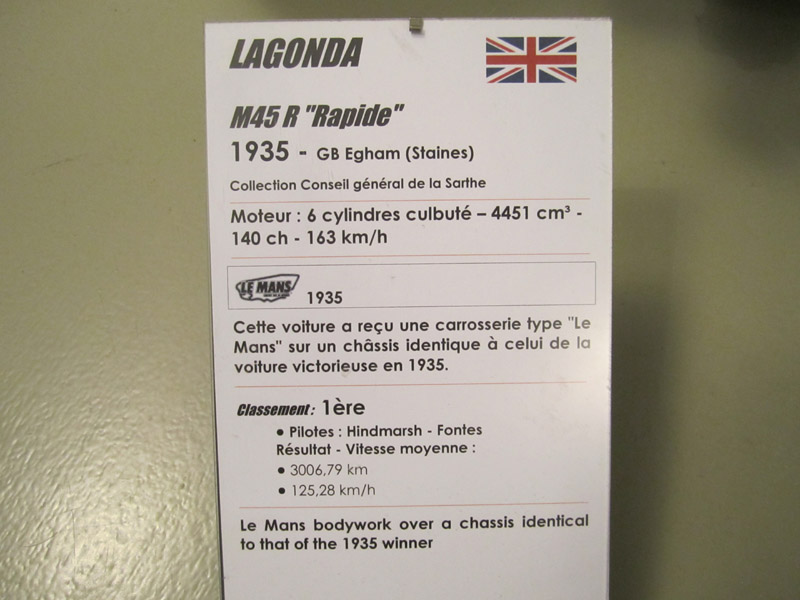 LAGONDA
M45 R "Rapide"
1935 - GB Egham (Staines)
Collection Conseil général de la Sarthe
Moteur : 6 cylindres culbuté – 4451 cm³ -
140 ch - 163 km/h
LE MANS
1935
Cette voiture a reçu une carrosserie type "Le
Mans" sur un châssis identique à celui de la
voiture victorieuse en 1935.
Classement : 1ère
• Pilotes : Hindmarsh - Fontes
Résultat - Vitesse moyenne :
• 3006,79 km
• 125,28 km/h
Le Mans bodywork over a chassis identical
to that of the 1935 winner